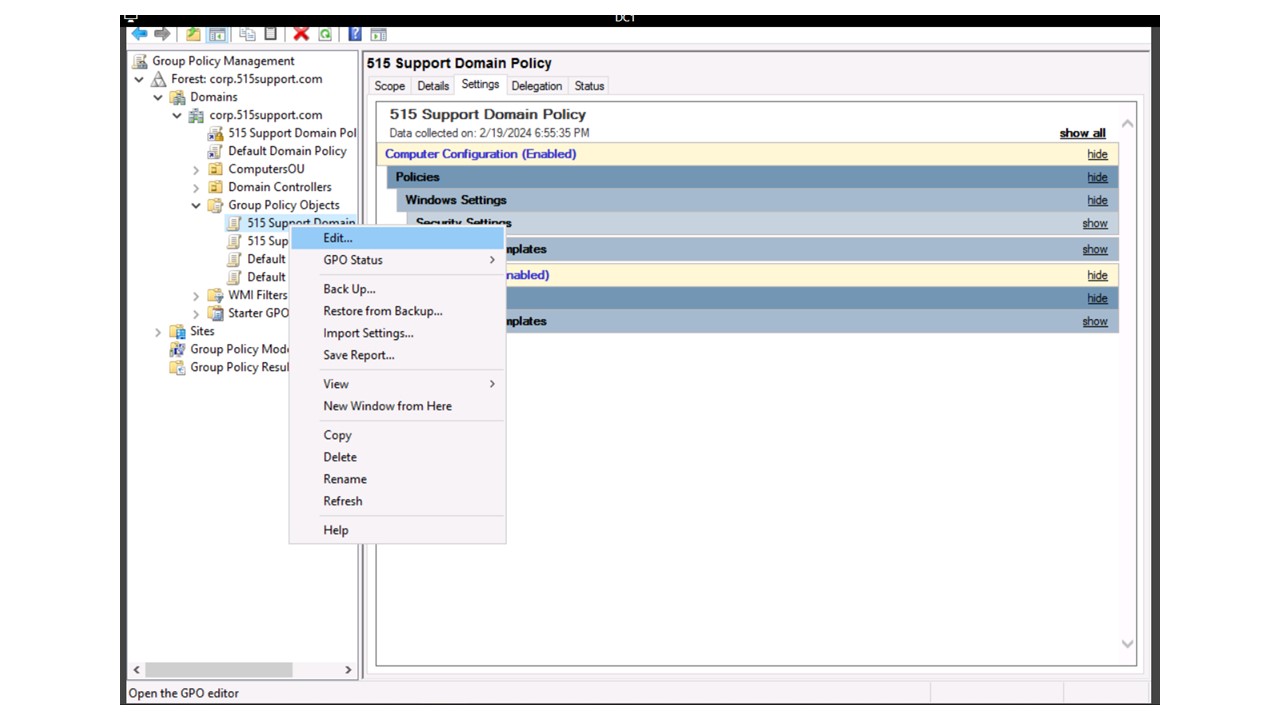 DC1
Group Policy Management
Forest: corp.515support.com
Domains
corp.515support.com
515 Support Domain Pol
Default Domain Policy
ComputersOU
Domain Controllers
Group Policy Objects
515 Support Domain
515 Sup
Default
Default
WMI Filters
Starter GPO
Sites
Group Policy Mode
Group Policy Resul
Edit...
GPO Status
Back Up...
Restore from Backup...
Import Settings...
Save Report...
View
New Window from Here
Copy
Delete
Rename
Refresh
Help
515 Support Domain Policy
Scope Details Settings Delegation Status
515 Support Domain Policy
Data collected on: 2/19/2024 6:55:35 PM show all
Computer Configuration (Enabled) hide
Policies hide
Windows Settings hide
Security Settings show
mplates show
nabled) hide
hide
mplates show
Open the GPO editor